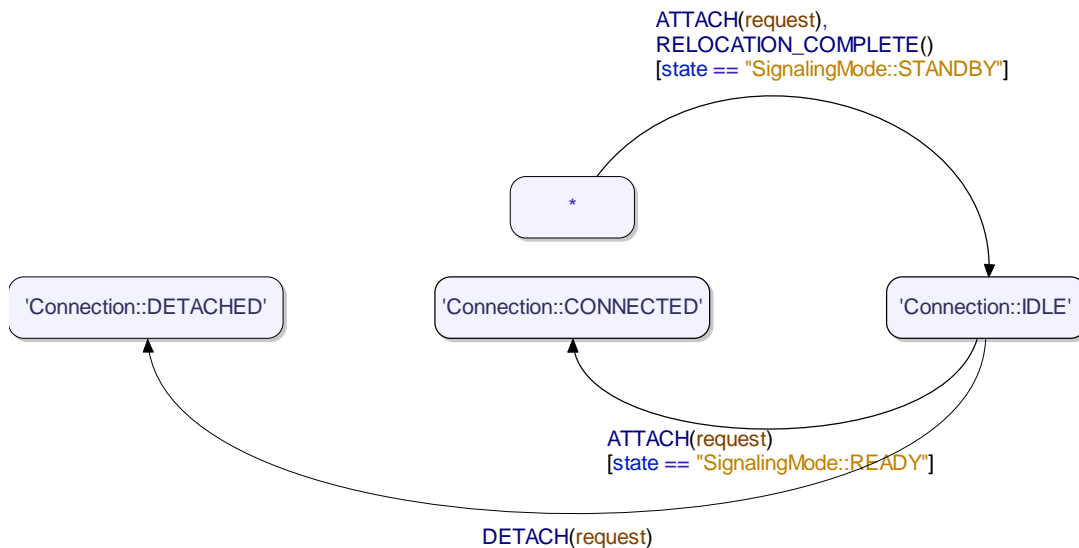 ATTACH(request),
RELOCATION_COMPLETE()
[state == "SignalingMode::STANDBY"]
*
'Connection::DETACHED'
'Connection::CONNECTED'
'Connection::IDLE'
ATTACH(request)
[state == "SignalingMode::READY"]
DETACH(request)